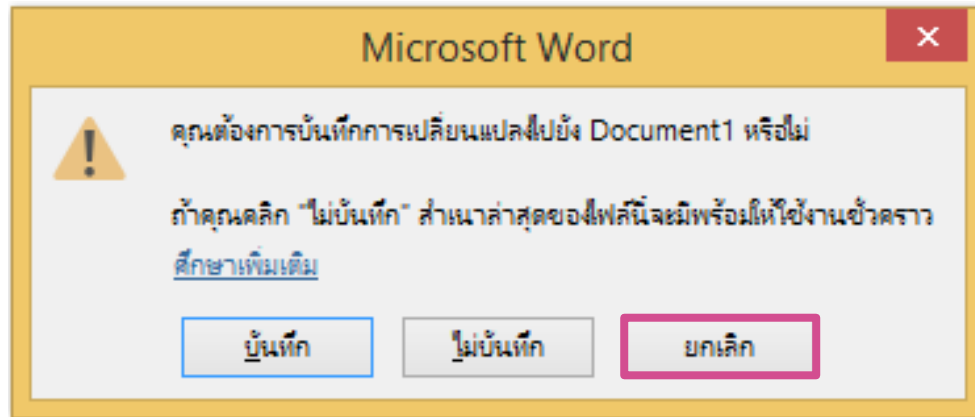 Microsoft Word
คุณต้องการบันทึกการเปลี่ยนแปลงไปยัง Document1 หรือไม่
ถ้าคุณคลิก "ไม่บันทึก" สำเนาล่าสุดของไฟล์นี้จะมีพร้อมให้ใช้งานชั่วคราว
ศึกษาเพิ่มเติม
บันทึก ไม่บันทึก ยกเลิก